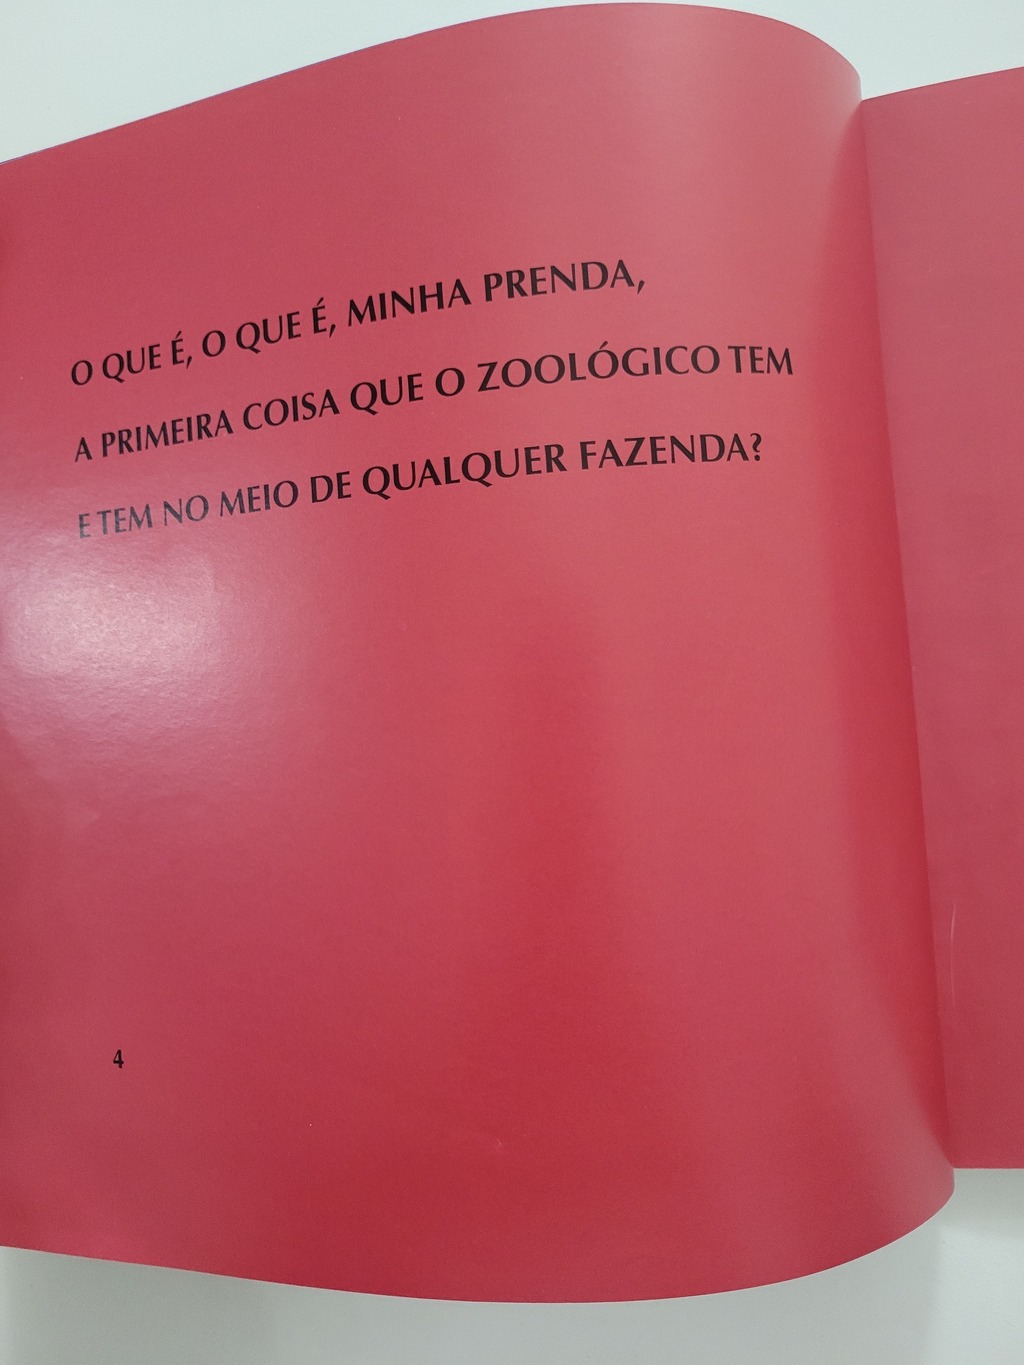 O QUE É, O QUE É, MINHA PRENDA,
A PRIMEIRA COISA QUE O ZOOLÓGICO TEM
E TEM NO MEIO DE QUALQUER FAZENDA?
4